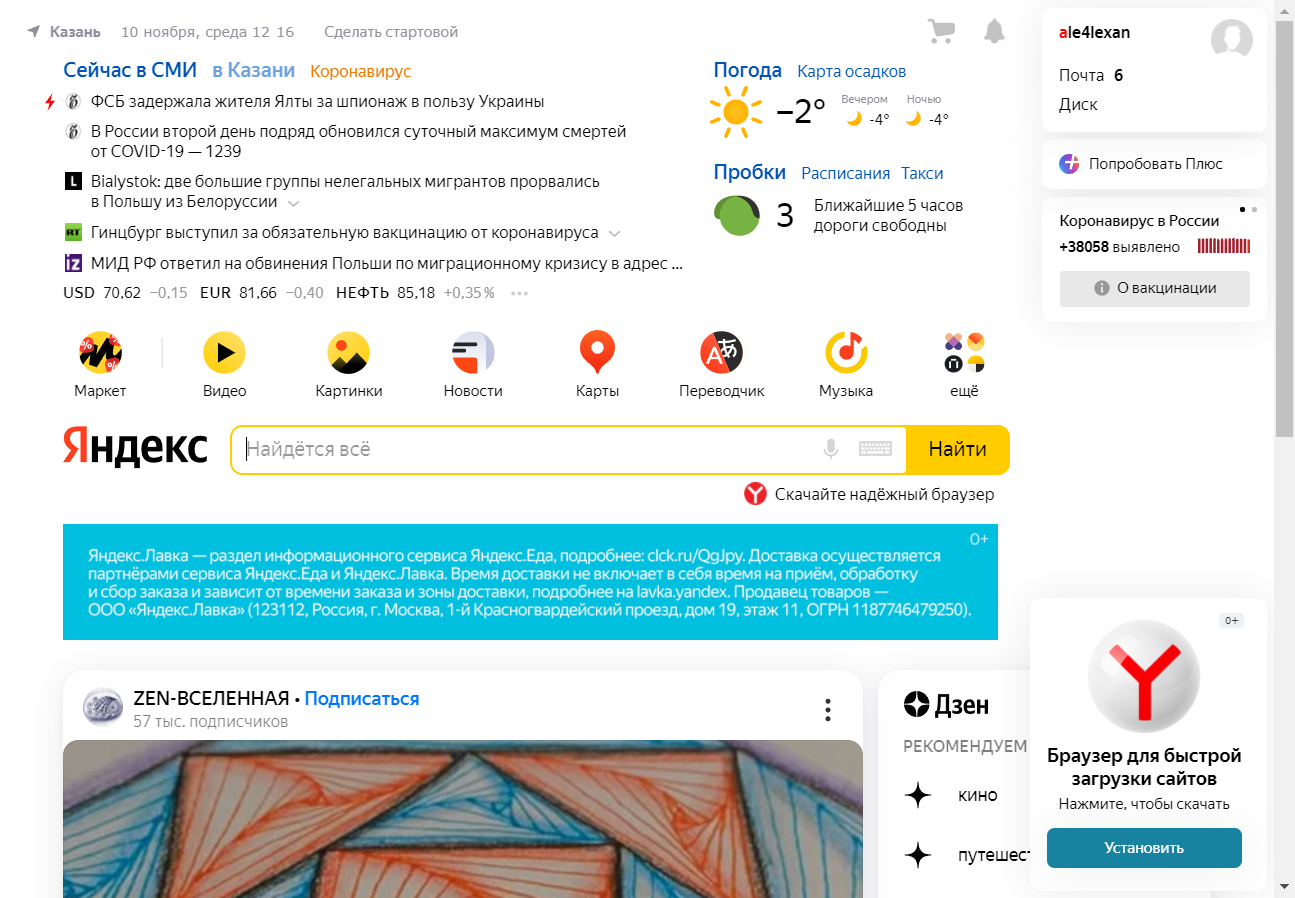 Казань 10 ноября, среда 12 16 Сделать стартовой
Сейчас в СМИ в Казани Коронавирус
ФСБ задержала жителя Ялты за шпионаж в пользу Украины
В России второй день подряд обновился суточный максимум смертей
от COVID-19 — 1239
L Bialystok: две большие группы нелегальных мигрантов прорвались
в Польшу из Белоруссии
RT Гинцбург выступил за обязательную вакцинацию от коронавируса
iZ МИД РФ ответил на обвинения Польши по миграционному кризису в адрес ...
USD 70,62 −0,15 EUR 81,66 −0,40 НЕФТЬ 85,18 +0,35%
Погода Карта осадков
−2° Вечером -4° Ночью -4°
Пробки Расписания Такси
3 Ближайшие 5 часов
дороги свободны
ale4lexan
Почта 6
Диск
Попробовать Плюс
Коронавирус в России
+38058 выявлено
О вакцинации
Маркет Видео Картинки Новости Карты Переводчик Музыка ещё
Яндекс Найдётся всё Найти
Скачайте надёжный браузер
0+
Яндекс.Лавка — раздел информационного сервиса Яндекс.Еда, подробнее: clck.ru/QgJpy. Доставка осуществляется
партнёрами сервиса Яндекс.Еда и Яндекс.Лавка. Время доставки не включает в себя время на приём, обработку
и сбор заказа и зависит от времени заказа и зоны доставки, подробнее на lavka.yandex. Продавец товаров —
ООО «Яндекс.Лавка» (123112, Россия, г. Москва, 1-й Красногвардейский проезд, дом 19, этаж 11, ОГРН 1187746479250).
ZEN-ВСЕЛЕННАЯ • Подписаться
57 тыс. подписчиков
Дзен
РЕКОМЕНДУЕМ
кино
путешест
0+
Браузер для быстрой
загрузки сайтов
Нажмите, чтобы скачать
Установить